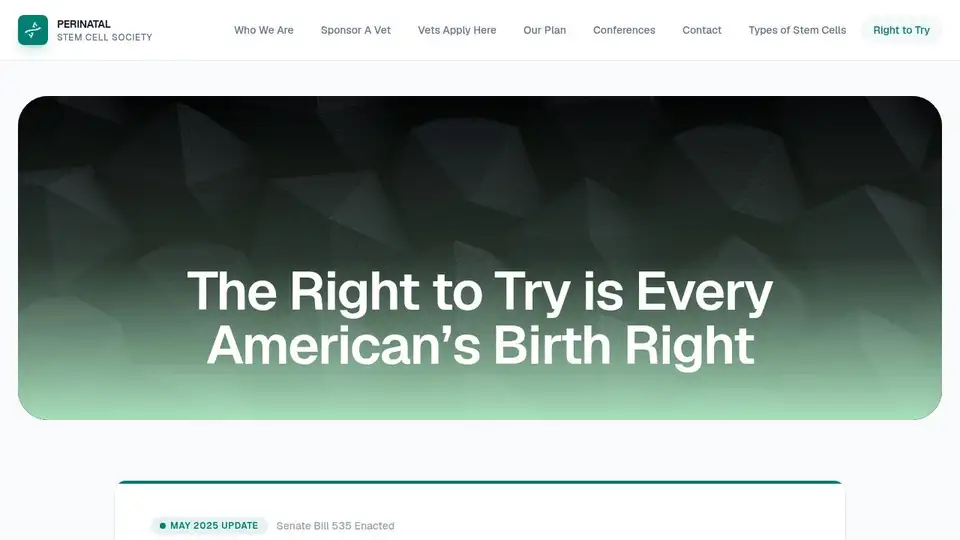 PERINATAL
STEM CELL SOCIETY
Who We Are
Sponsor A Vet
Vets Apply Here
Our Plan
Conferences
Contact
Types of Stem Cells
Right to Try
The Right to Try is Every
American’s Birth Right
MAY 2025 UPDATE
Senate Bill 535 Enacted